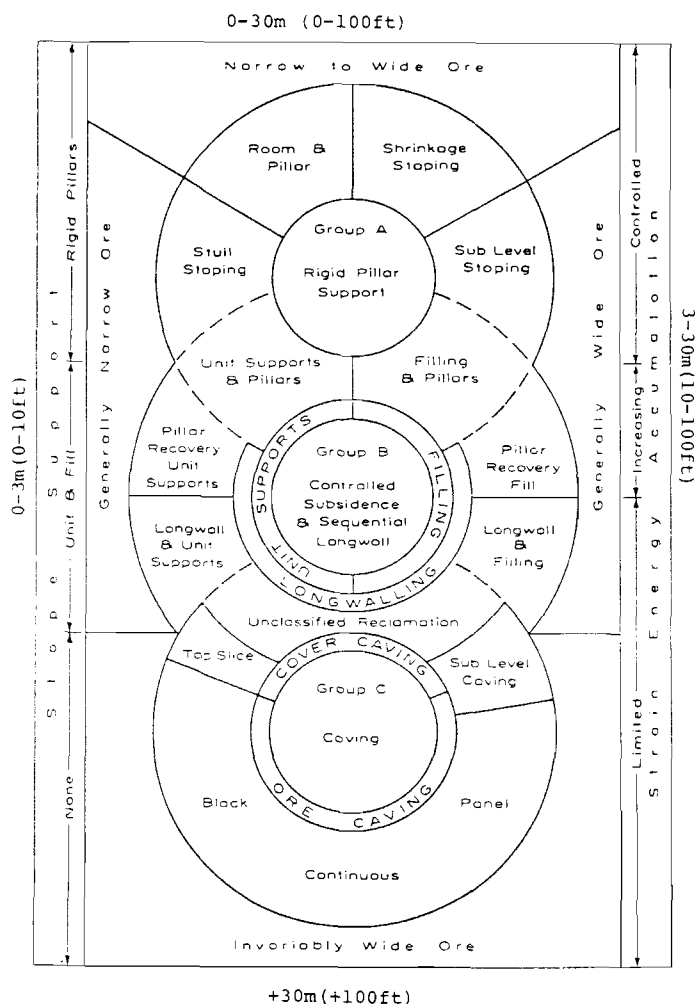 0-30m (0-100ft)
Narrow to Wide Ore
Room &
Pillar
Shrinkage
Stoping
Group A
Rigid Pillar
Support
Stull
Stoping
Sub Level
Stoping
Unit Supports
& Pillars
Filling
& Pillars
Pillar
Recovery
Unit
Supports
Pillar
Recovery
Fill
SUPPORTS
FILLING
UNIT
LONGWALLING
Group B
Controlled
Subsidence
& Sequential
Longwall
Longwall
& Unit
Supports
Longwall
&
Filling
Unclassified Reclamation
Top Slice
Sub Level
Caving
COVER CAVING
Group C
Caving
ORE CAVING
Black
Panel
Continuous
Invariably Wide Ore
+30m(+100ft)
0-3m(0-10ft)
Stope Support
Rigid Pillars
Unit & Fill
None
Generally Narrow Ore
Generally Wide Ore
Controlled
Increasing
Limited
Strain Energy Accumalation
3-30m(10-100ft)